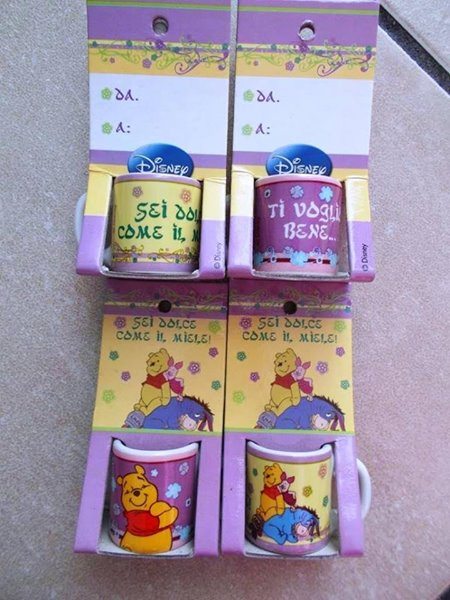 DA.
A:
Disney
SEI DOL
COME IL M
© Disney
DA.
A:
Disney
TI VOGLI
BENE...
© Disney
SEI DOLCE
COME IL MIELE!
SEI DOLCE
COME IL MIELE!